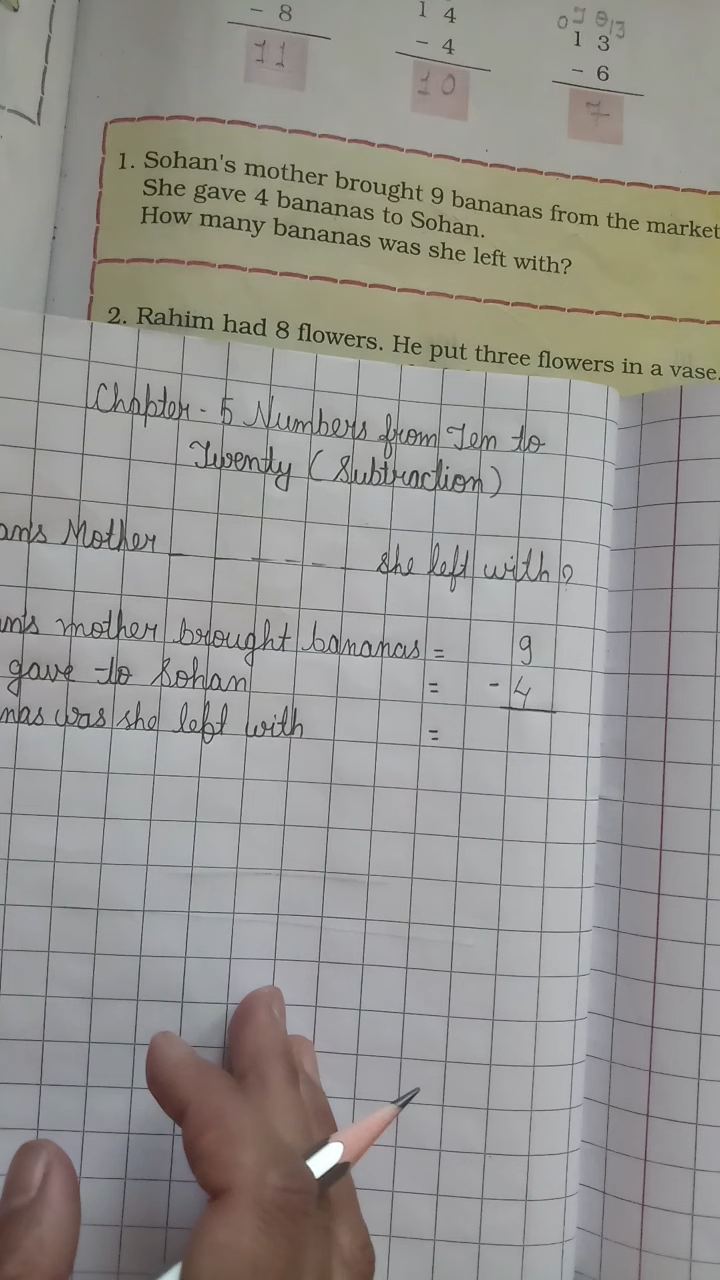 - 8
11
1 4
- 4
10
1 3
- 6
7
1. Sohan's mother brought 9 bananas from the market
She gave 4 bananas to Sohan.
How many bananas was she left with?
2. Rahim had 8 flowers. He put three flowers in a vase.
Chapter - 5 Numbers from Ten to
Twenty (Subtraction)
an's Mother _ _ _ _ _ she left with?
an's mother brought bananas = 9
gave to Sohan = - 4
nas was she left with =